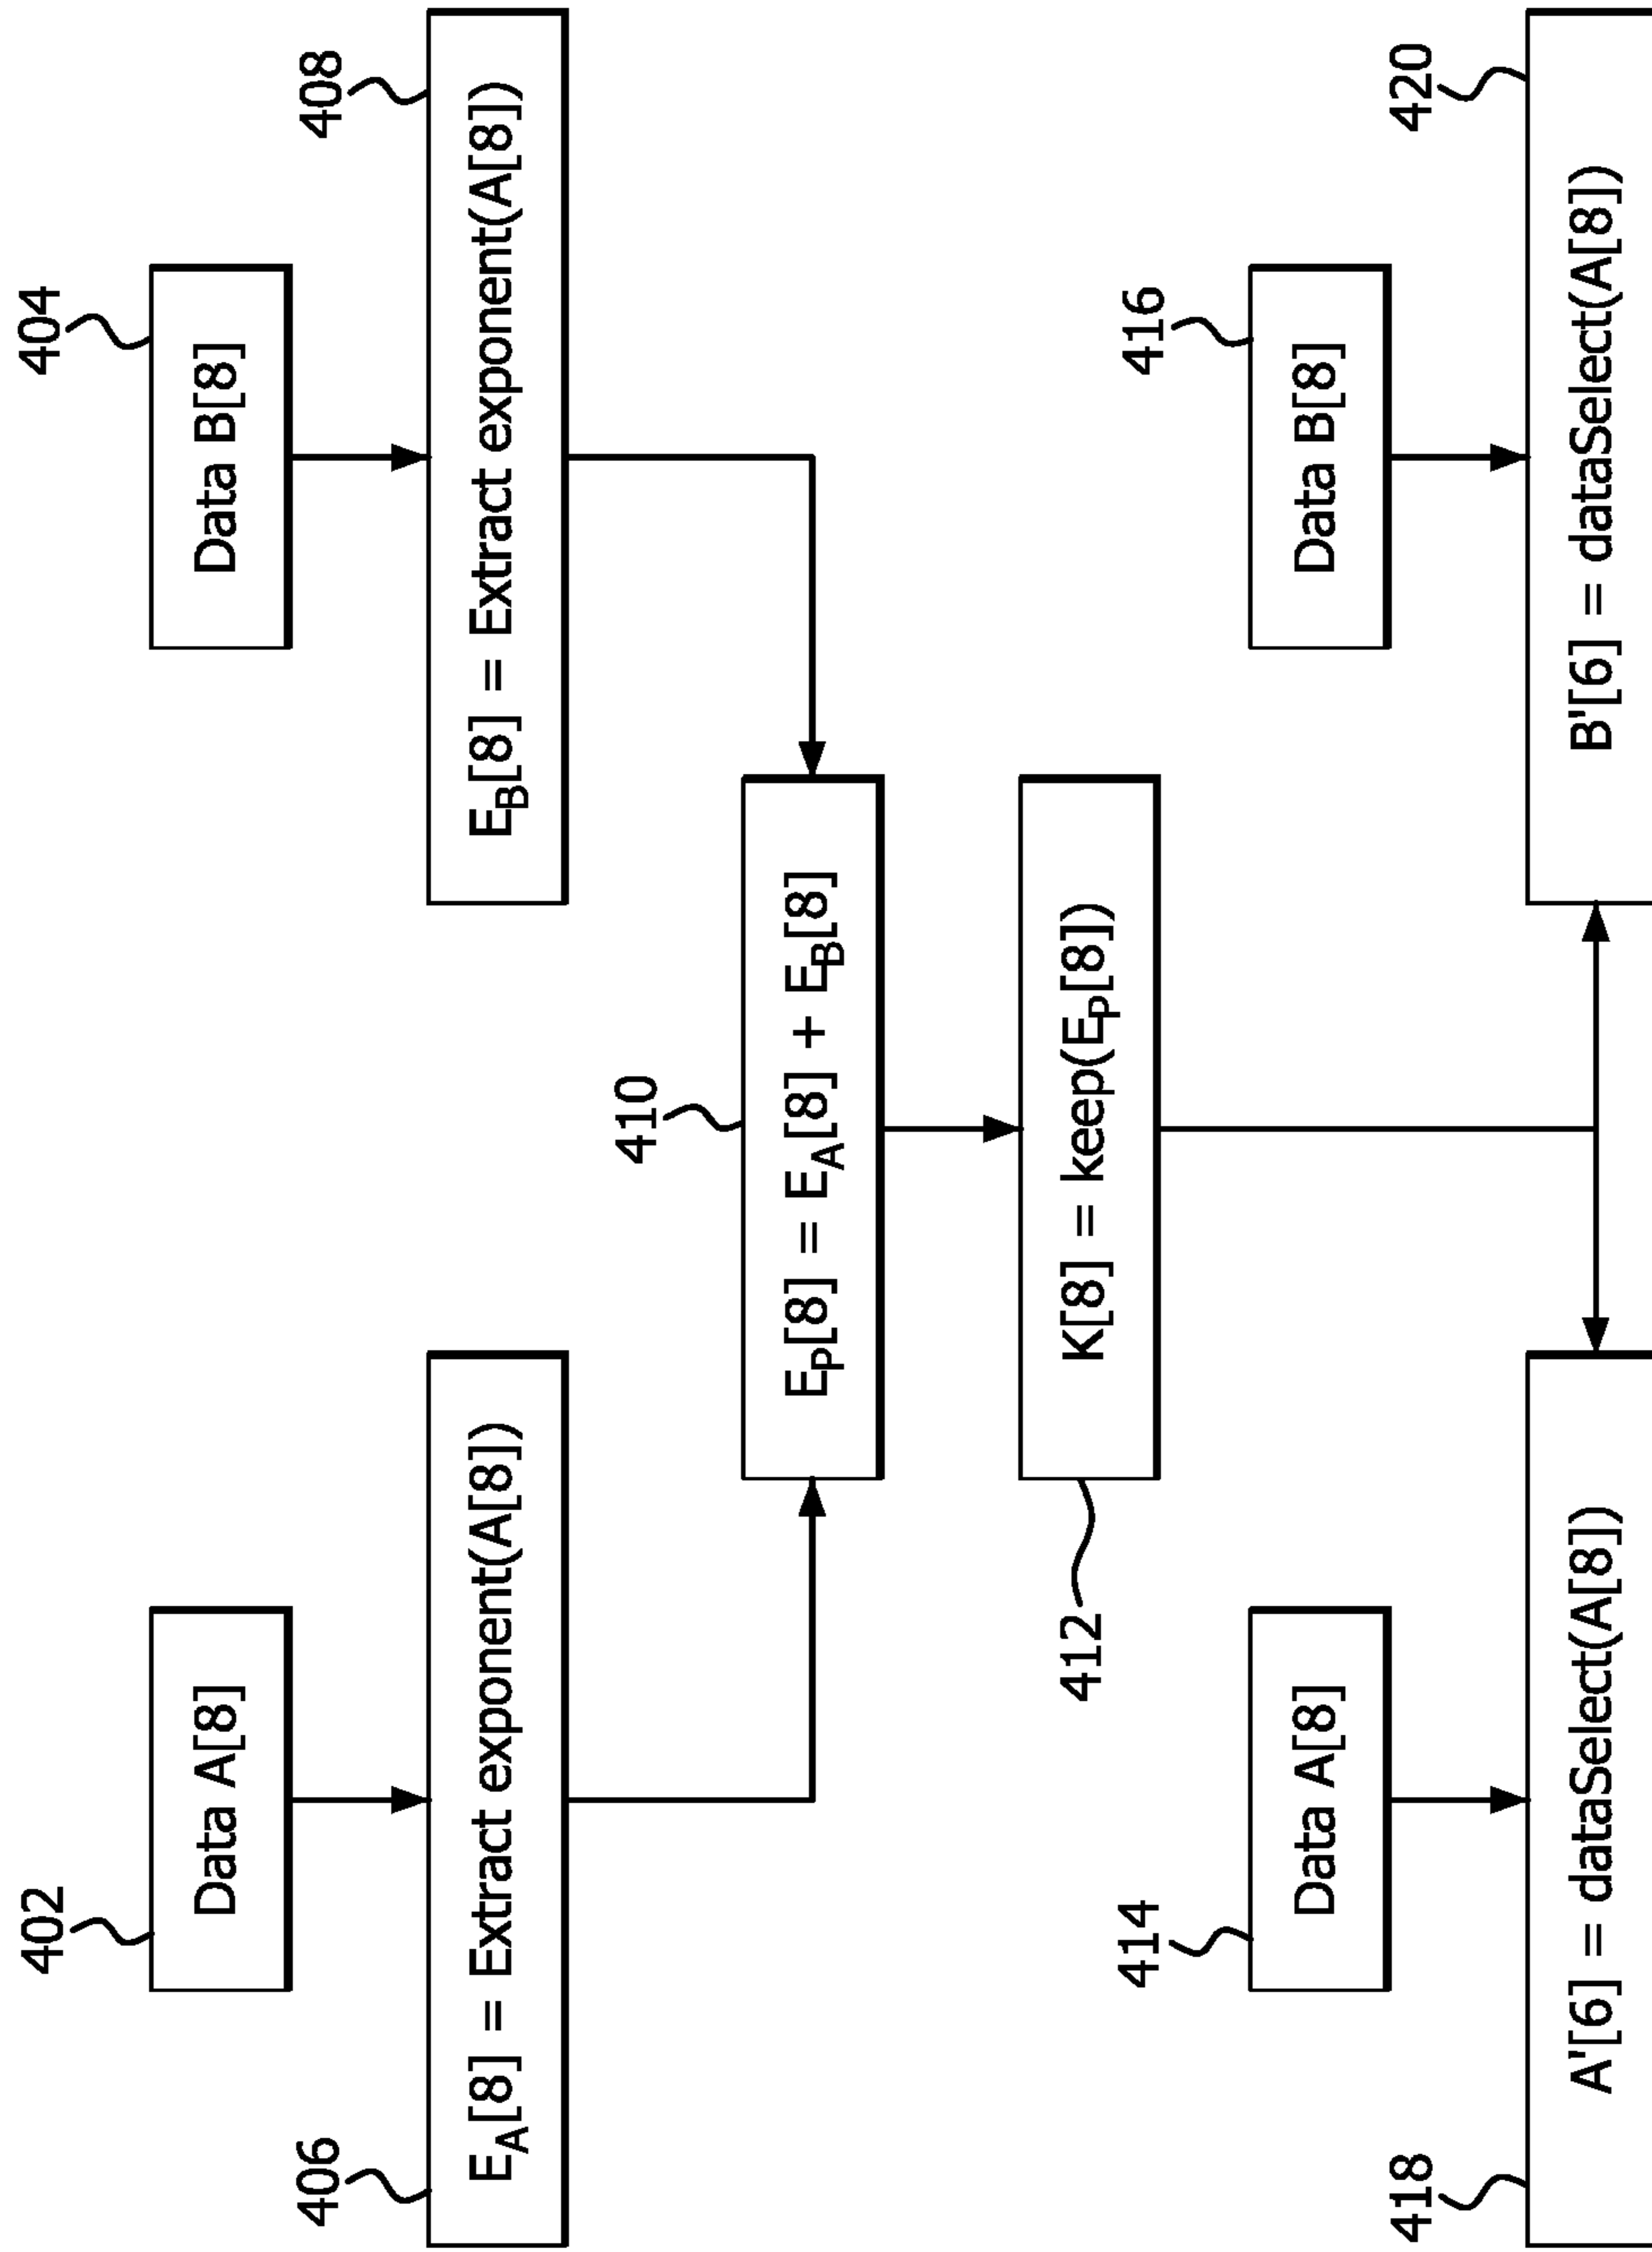 402
404
Data A[8]
Data B[8]
406
408
E_A[8] = Extract exponent(A[8])
E_B[8] = Extract exponent(A[8])
410
E_P[8] = E_A[8] + E_B[8]
412
K[8] = keep(E_P[8])
414
416
Data A[8]
Data B[8]
418
420
A'[6] = dataSelect(A[8])
B'[6] = dataSelect(A[8])